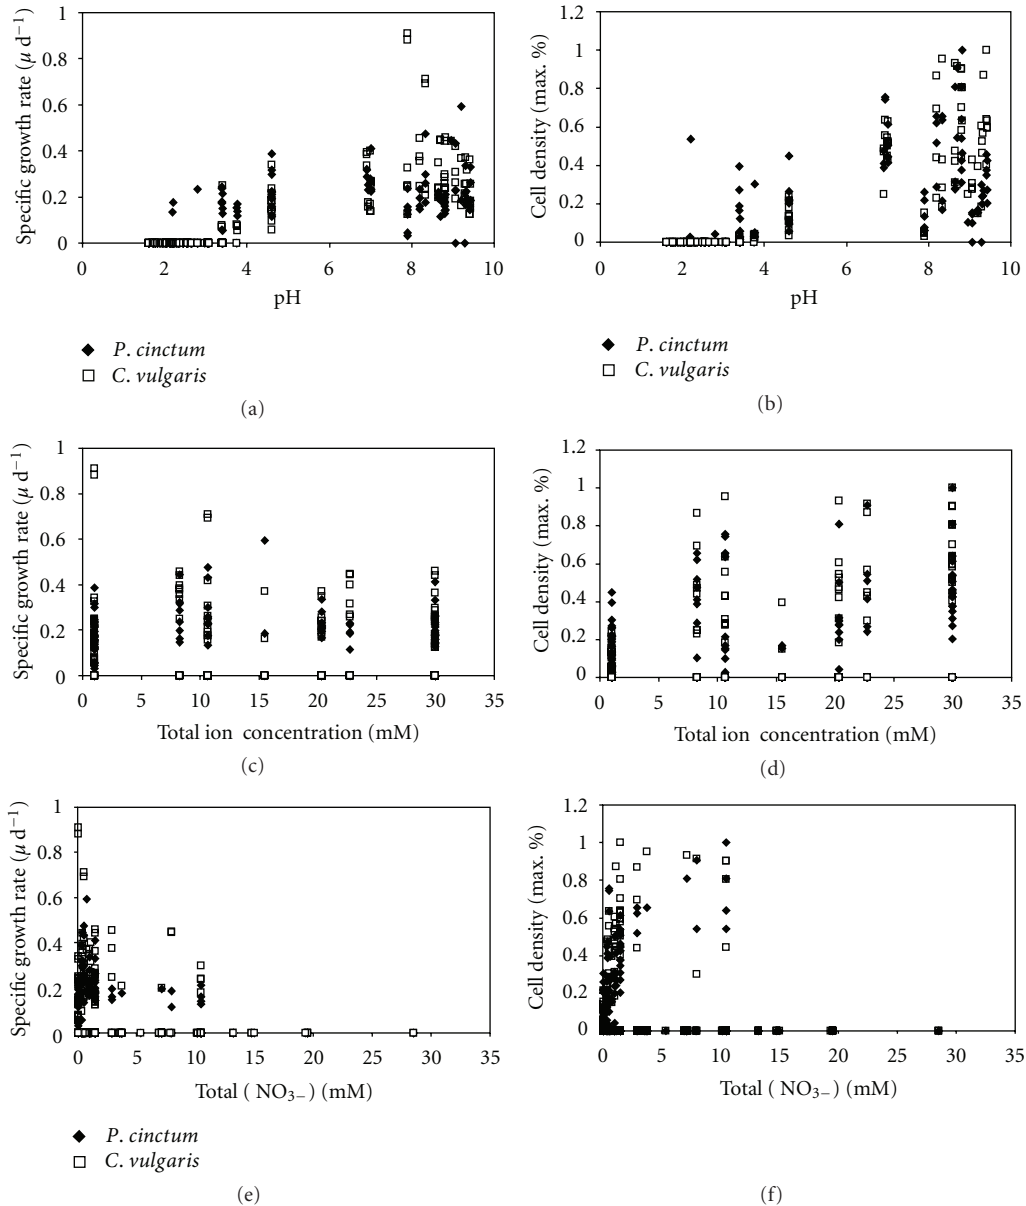 1
0.8
0.6
0.4
0.2
0
0 2 4 6 8 10
Specific growth rate (μ d⁻¹)
pH
P. cinctum
C. vulgaris
(a)
1.2
1
0.8
0.6
0.4
0.2
0
0 2 4 6 8 10
Cell density (max. %)
pH
P. cinctum
C. vulgaris
(b)
1
0.8
0.6
0.4
0.2
0
0 5 10 15 20 25 30 35
Specific growth rate (μ d⁻¹)
Total ion concentration (mM)
(c)
1.2
1
0.8
0.6
0.4
0.2
0
0 5 10 15 20 25 30 35
Cell density (max. %)
Total ion concentration (mM)
(d)
1
0.8
0.6
0.4
0.2
0
0 5 10 15 20 25 30 35
Specific growth rate (μ d⁻¹)
Total ( NO₃₋) (mM)
P. cinctum
C. vulgaris
(e)
1.2
1
0.8
0.6
0.4
0.2
0
0 5 10 15 20 25 30 35
Cell density (max. %)
Total ( NO₃₋) (mM)
(f)